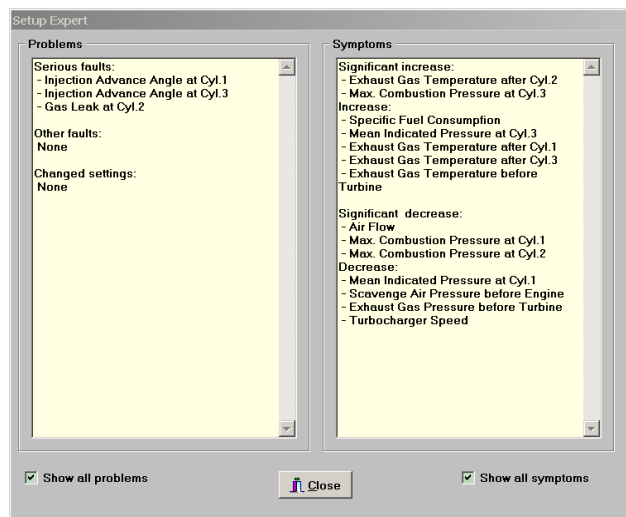 Setup Expert
Problems
Serious faults:
- Injection Advance Angle at Cyl.1
- Injection Advance Angle at Cyl.3
- Gas Leak at Cyl.2
Other faults:
None
Changed settings:
None
Symptoms
Significant increase:
- Exhaust Gas Temperature after Cyl.2
- Max. Combustion Pressure at Cyl.3
Increase:
- Specific Fuel Consumption
- Mean Indicated Pressure at Cyl.3
- Exhaust Gas Temperature after Cyl.1
- Exhaust Gas Temperature after Cyl.3
- Exhaust Gas Temperature before
Turbine
Significant decrease:
- Air Flow
- Max. Combustion Pressure at Cyl.1
- Max. Combustion Pressure at Cyl.2
Decrease:
- Mean Indicated Pressure at Cyl.1
- Scavenge Air Pressure before Engine
- Exhaust Gas Pressure before Turbine
- Turbocharger Speed
Show all problems
Close
Show all symptoms